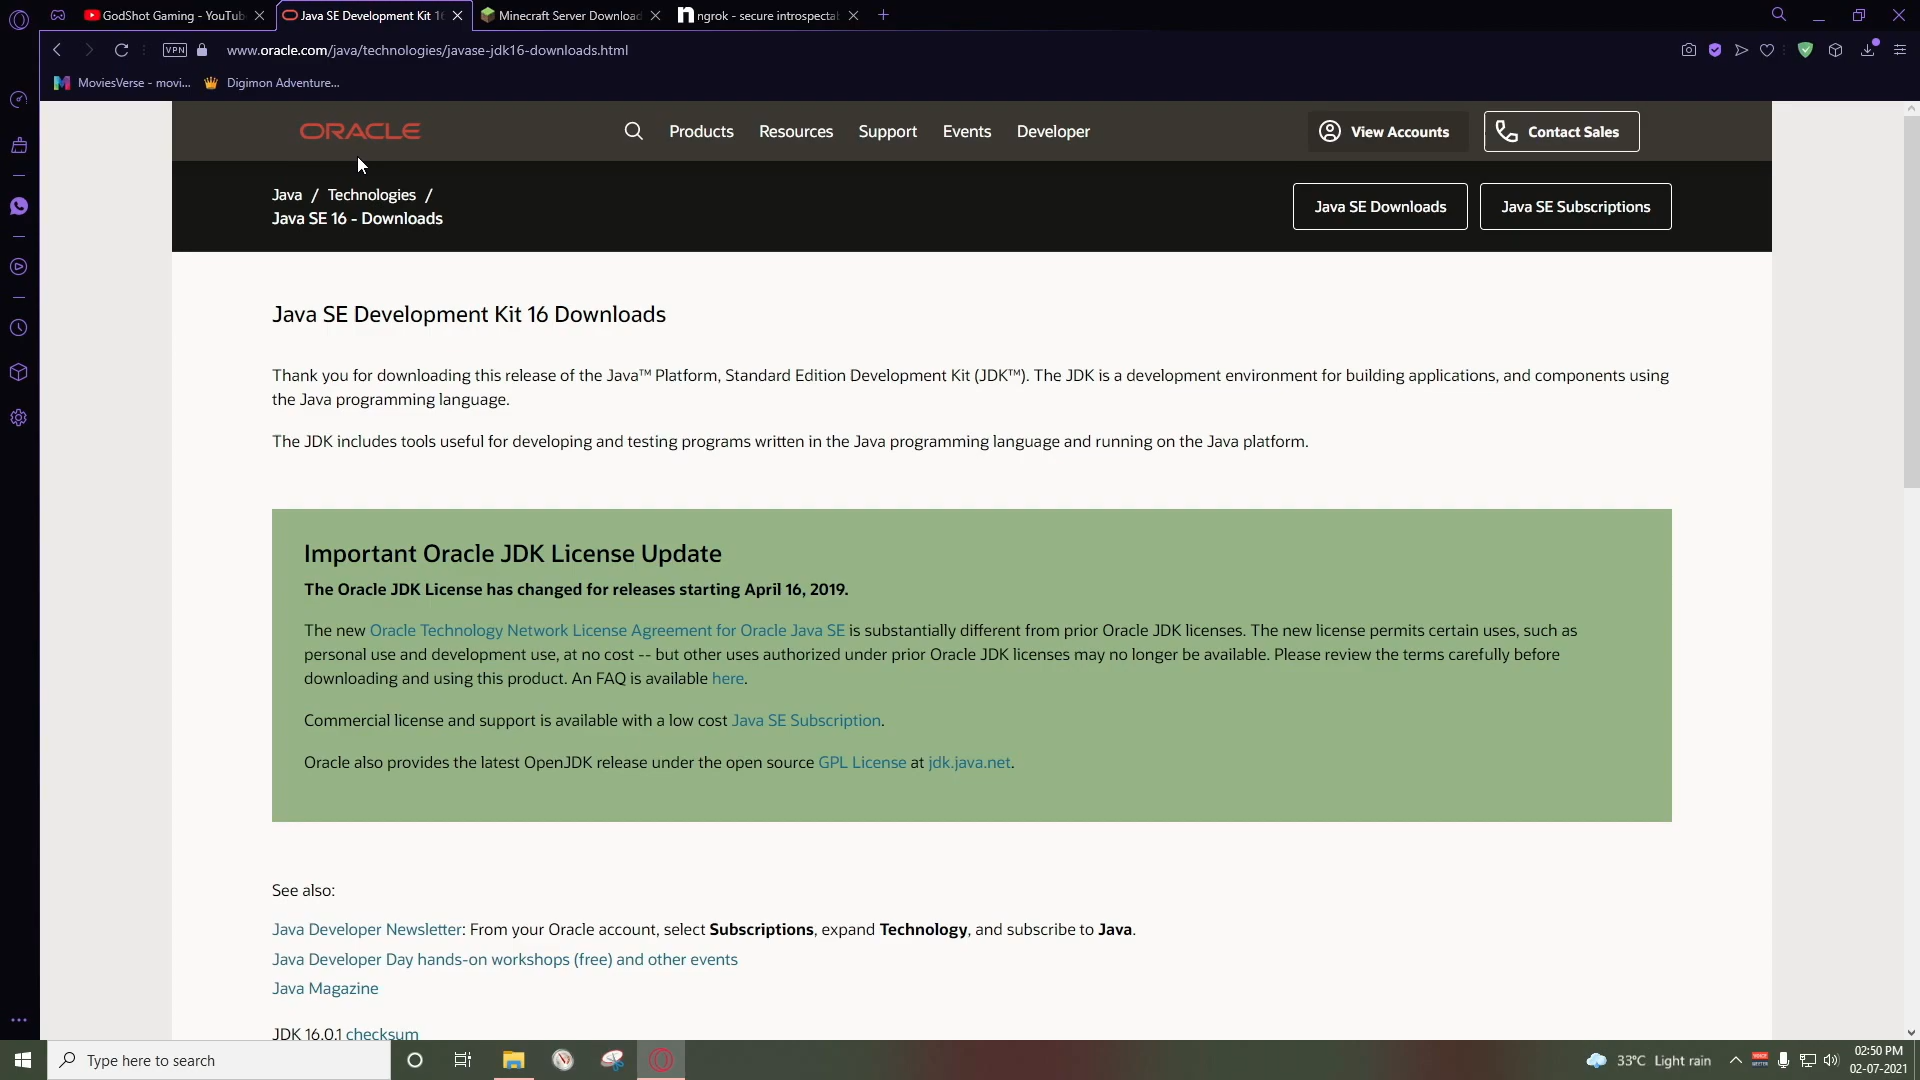 GodShot Gaming - YouTub
Java SE Development Kit 16
Minecraft Server Download
ngrok - secure introspectal
VPN
www.oracle.com/java/technologies/javase-jdk16-downloads.html
MoviesVerse - movi...
Digimon Adventure...
ORACLE
Products
Resources
Support
Events
Developer
View Accounts
Contact Sales
Java / Technologies /
Java SE 16 - Downloads
Java SE Downloads
Java SE Subscriptions
Java SE Development Kit 16 Downloads
Thank you for downloading this release of the Java™ Platform, Standard Edition Development Kit (JDK™). The JDK is a development environment for building applications, and components using
the Java programming language.
The JDK includes tools useful for developing and testing programs written in the Java programming language and running on the Java platform.
Important Oracle JDK License Update
The Oracle JDK License has changed for releases starting April 16, 2019.
The new Oracle Technology Network License Agreement for Oracle Java SE is substantially different from prior Oracle JDK licenses. The new license permits certain uses, such as
personal use and development use, at no cost -- but other uses authorized under prior Oracle JDK licenses may no longer be available. Please review the terms carefully before
downloading and using this product. An FAQ is available here.
Commercial license and support is available with a low cost Java SE Subscription.
Oracle also provides the latest OpenJDK release under the open source GPL License at jdk.java.net.
See also:
Java Developer Newsletter: From your Oracle account, select Subscriptions, expand Technology, and subscribe to Java.
Java Developer Day hands-on workshops (free) and other events
Java Magazine
JDK 16.0.1 checksum
Type here to search
33°C Light rain
02:50 PM
02-07-2021